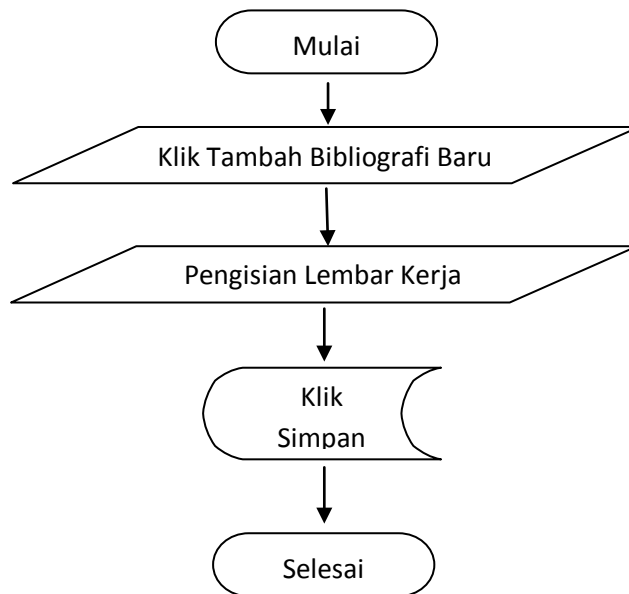 Mulai
Klik Tambah Bibliografi Baru
Pengisian Lembar Kerja
Klik
Simpan
Selesai